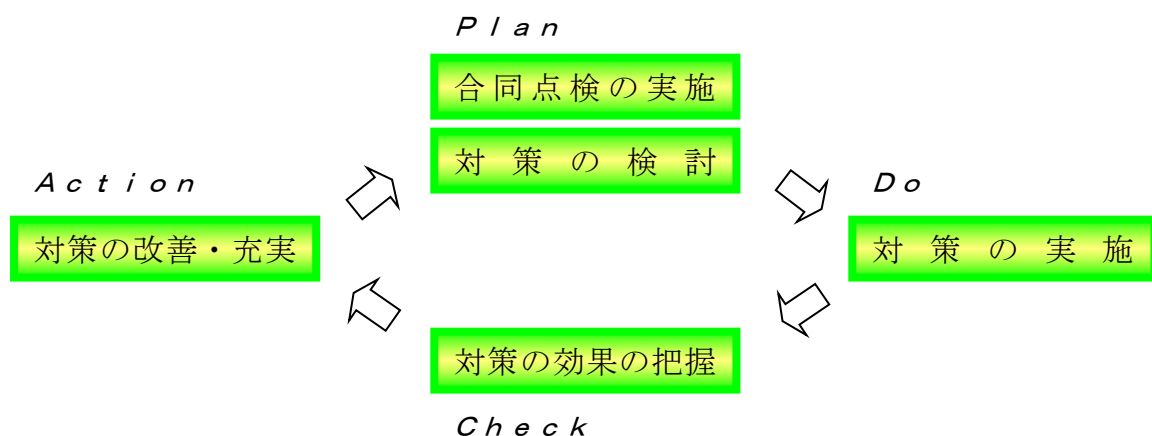 Plan
合同点検の実施
対策の検討
Action
Do
対策の改善・充実
対策の実施
対策の効果の把握
Check